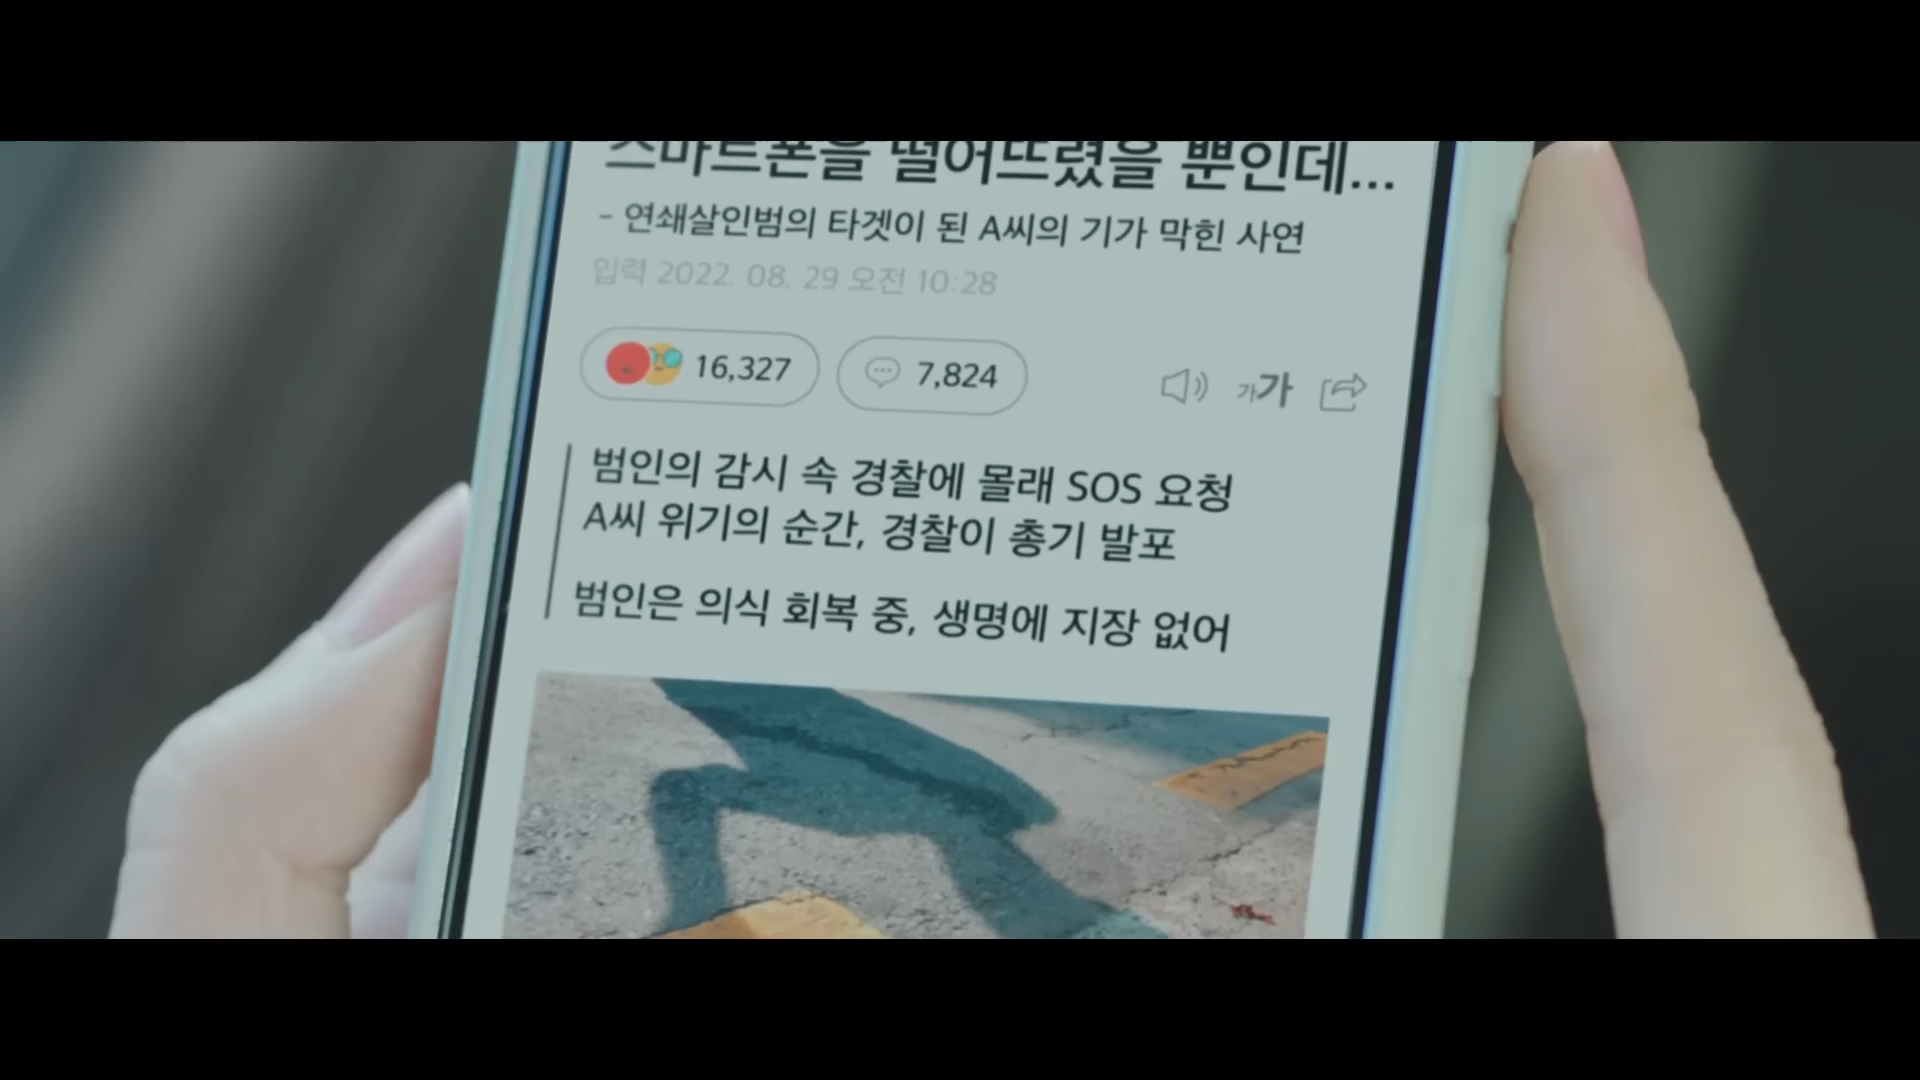 스마트폰을 떨어뜨렸을 뿐인데...
- 연쇄살인범의 타겟이 된 A씨의 기가 막힌 사연
입력 2022. 08. 29 오전 10:28
16,327 7,824 가가
범인의 감시 속 경찰에 몰래 SOS 요청
A씨 위기의 순간, 경찰이 총기 발포
범인은 의식 회복 중, 생명에 지장 없어